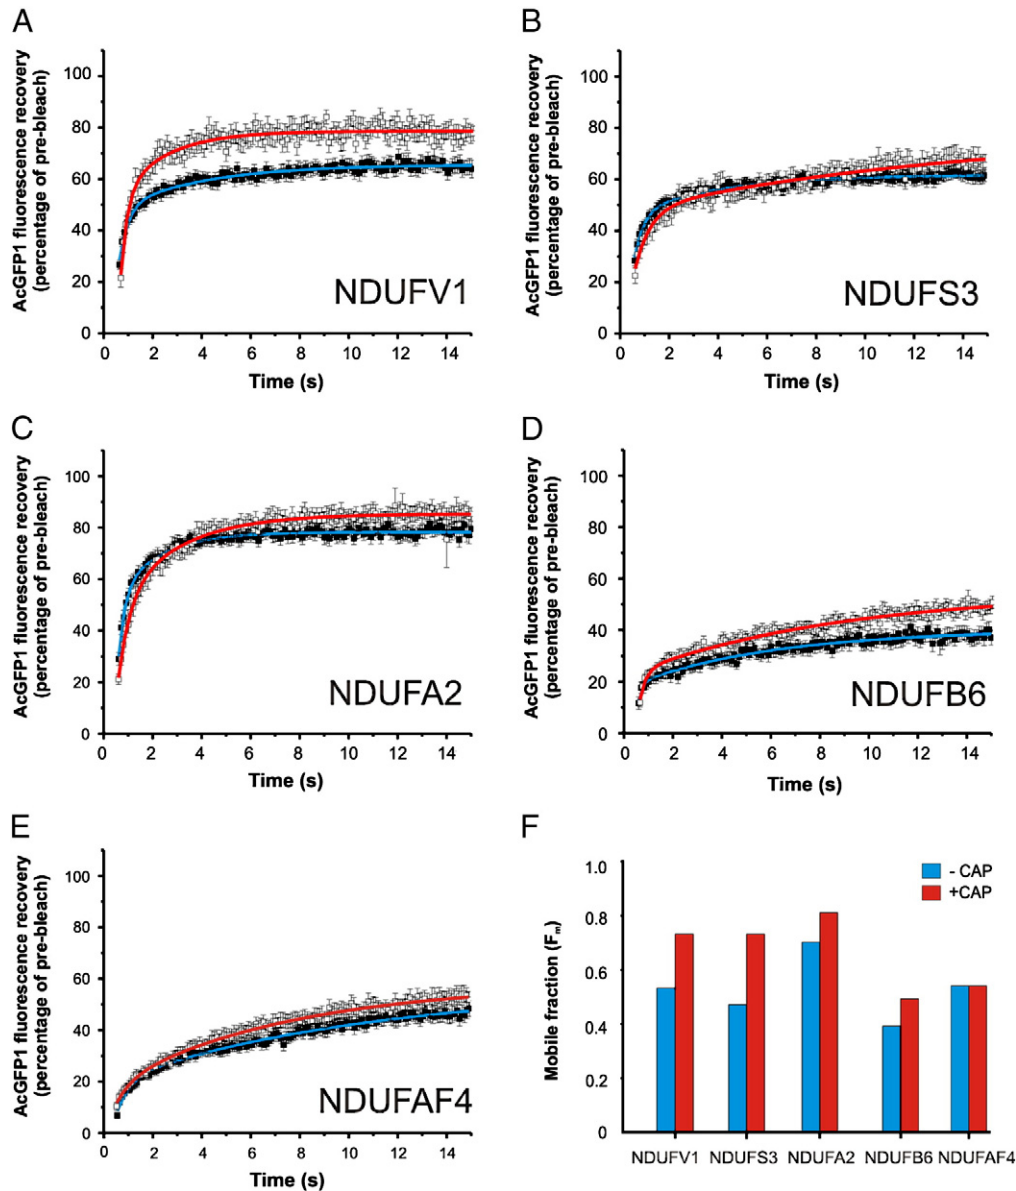 A
AcGFP1 fluorescence recovery
(percentage of pre-bleach)
100
80
60
40
20
0
NDUFV1
0 2 4 6 8 10 12 14
Time (s)
B
AcGFP1 fluorescence recovery
(percentage of pre-bleach)
100
80
60
40
20
0
NDUFS3
0 2 4 6 8 10 12 14
Time (s)
C
AcGFP1 fluorescence recovery
(percentage of pre-bleach)
100
80
60
40
20
0
NDUFA2
0 2 4 6 8 10 12 14
Time (s)
D
AcGFP1 fluorescence recovery
(percentage of pre-bleach)
100
80
60
40
20
0
NDUFB6
0 2 4 6 8 10 12 14
Time (s)
E
AcGFP1 fluorescence recovery
(percentage of pre-bleach)
100
80
60
40
20
0
NDUFAF4
0 2 4 6 8 10 12 14
Time (s)
F
Mobile fraction (Fm)
1.0
0.8
0.6
0.4
0.2
0
- CAP
+CAP
NDUFV1 NDUFS3 NDUFA2 NDUFB6 NDUFAF4